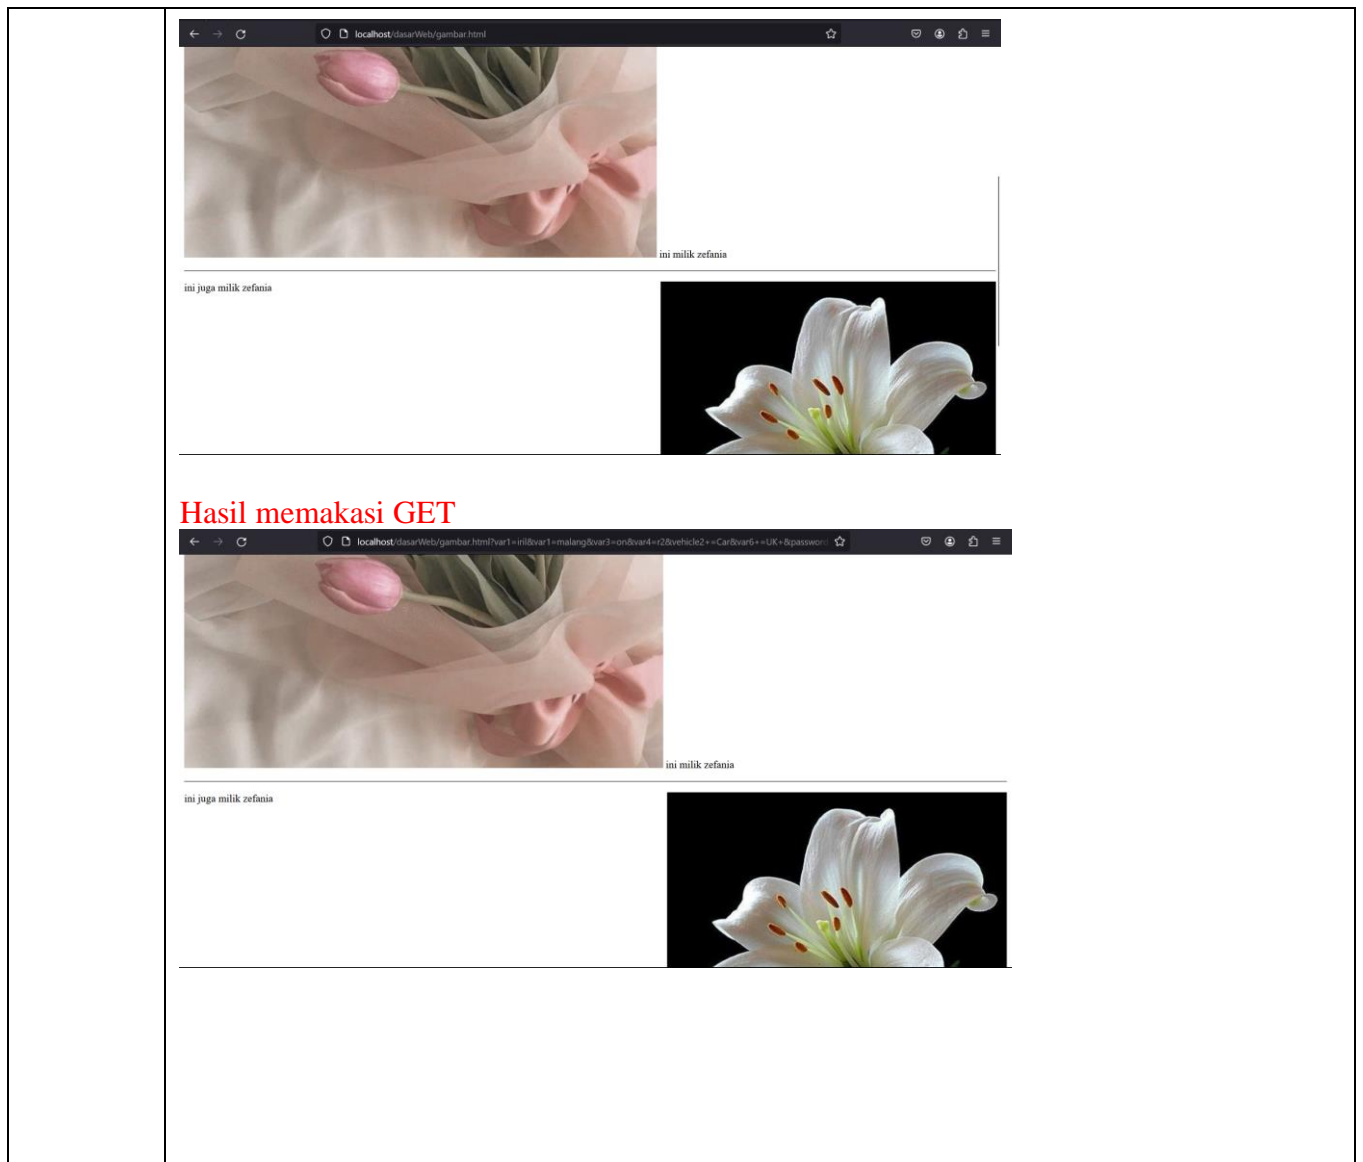 localhost/dasarWeb/gambar.html
ini milik zefania
ini juga milik zefania
Hasil memakasi GET
localhost/dasarWeb/gambar.html?var1=iril&var1=malang&var3=on&var4=r2&vehicle2+=Car&var6+=UK+&password
ini milik zefania
ini juga milik zefania